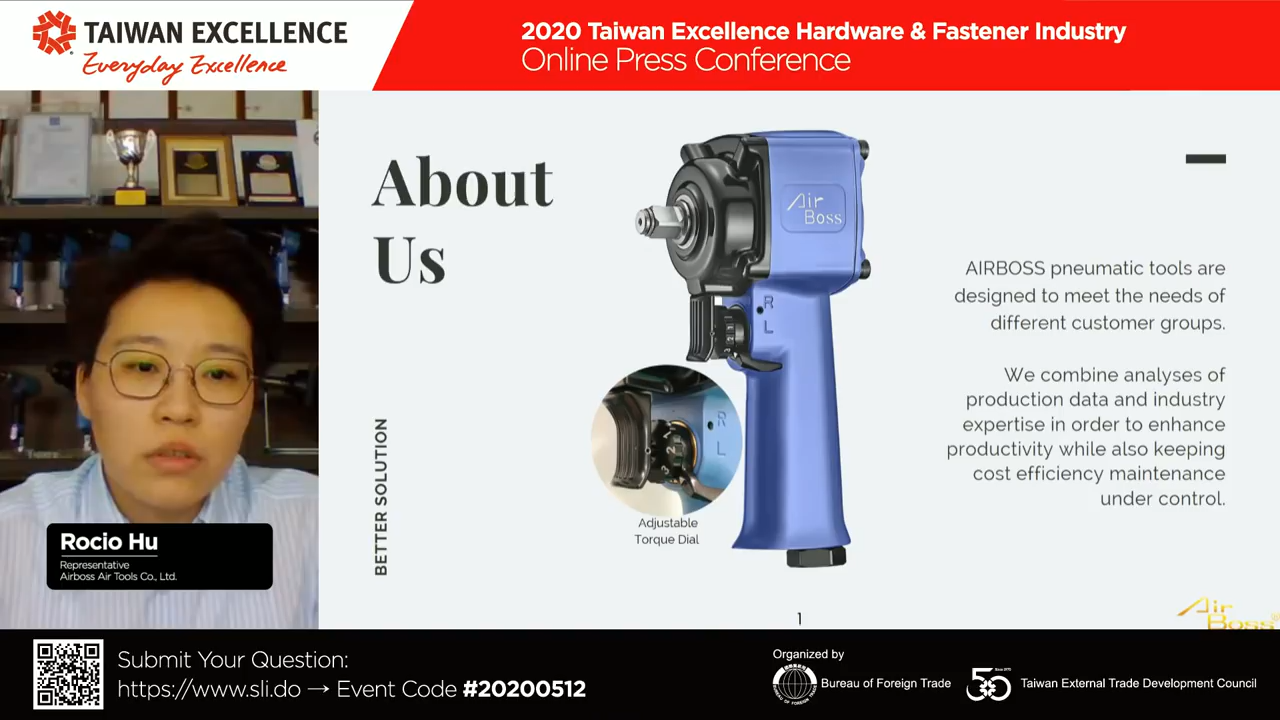 TAIWAN EXCELLENCE
Everyday Excellence
2020 Taiwan Excellence Hardware & Fastener Industry
Online Press Conference
About
Us
BETTER SOLUTION
Air
Boss
R
L
R
L
Adjustable
Torque Dial
AIRBOSS pneumatic tools are
designed to meet the needs of
different customer groups.
We combine analyses of
production data and industry
expertise in order to enhance
productivity while also keeping
cost efficiency maintenance
under control.
1
Air
Boss®
Rocio Hu
Representative
Airboss Air Tools Co., Ltd.
Submit Your Question:
https://www.sli.do → Event Code #20200512
Organized by
Bureau of Foreign Trade
50
Taiwan External Trade Development Council